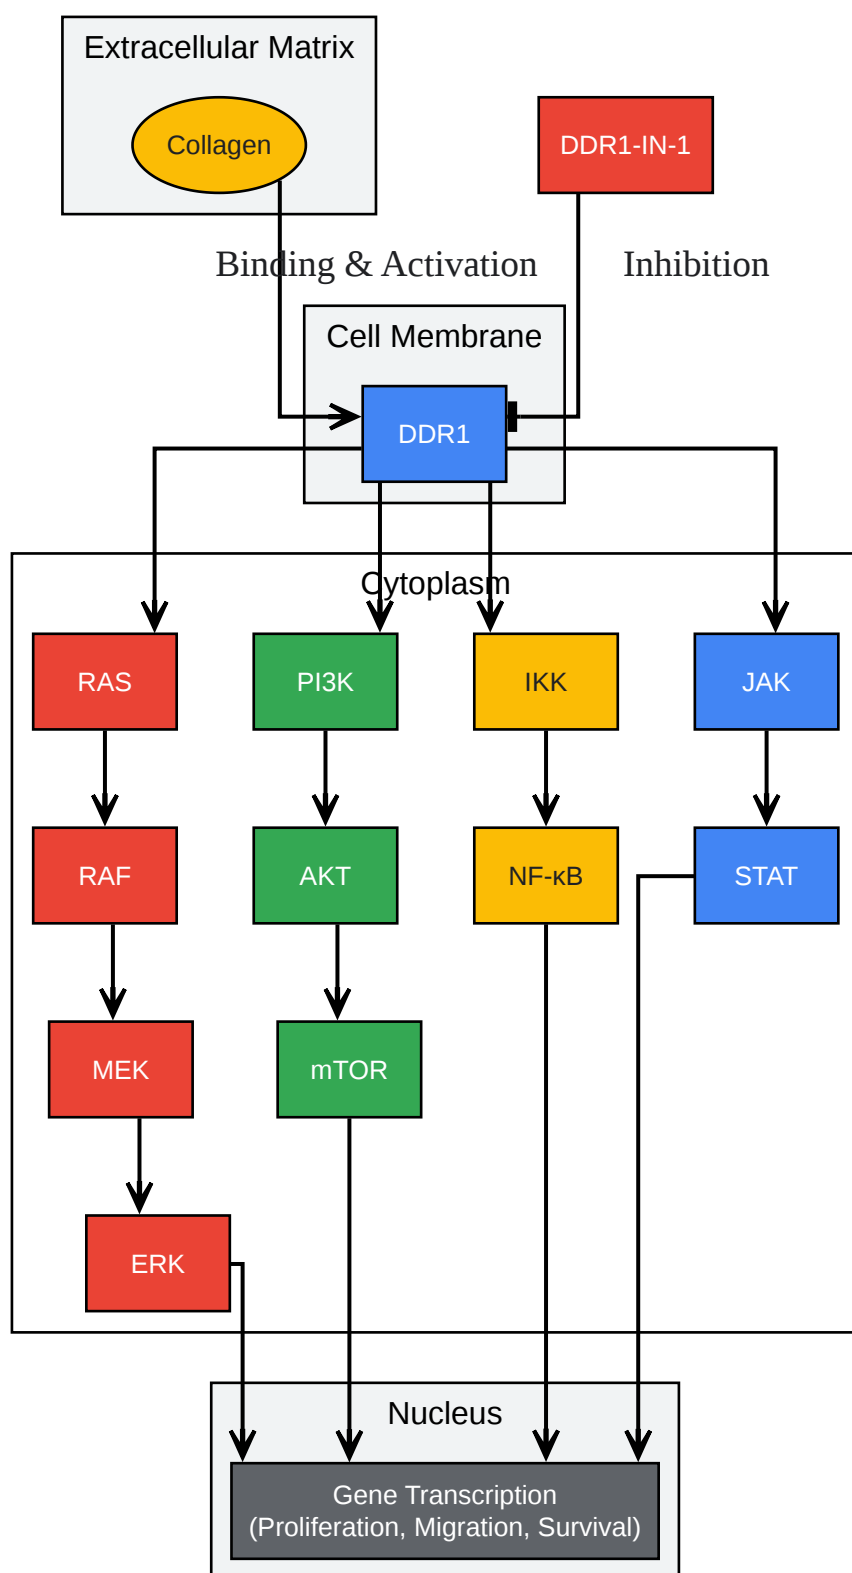 Extracellular Matrix
Collagen
DDR1-IN-1
Binding & Activation
Inhibition
Cell Membrane
DDR1
Cytoplasm
RAS
PI3K
IKK
JAK
RAF
AKT
NF-κB
STAT
MEK
mTOR
ERK
Nucleus
Gene Transcription
(Proliferation, Migration, Survival)